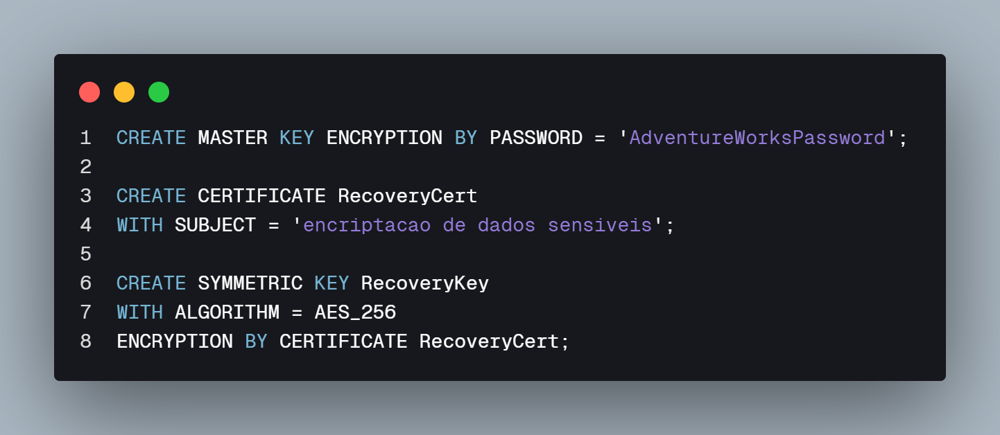 1 CREATE MASTER KEY ENCRYPTION BY PASSWORD = 'AdventureWorksPassword';
2
3 CREATE CERTIFICATE RecoveryCert
4 WITH SUBJECT = 'encriptacao de dados sensiveis';
5
6 CREATE SYMMETRIC KEY RecoveryKey
7 WITH ALGORITHM = AES_256
8 ENCRYPTION BY CERTIFICATE RecoveryCert;